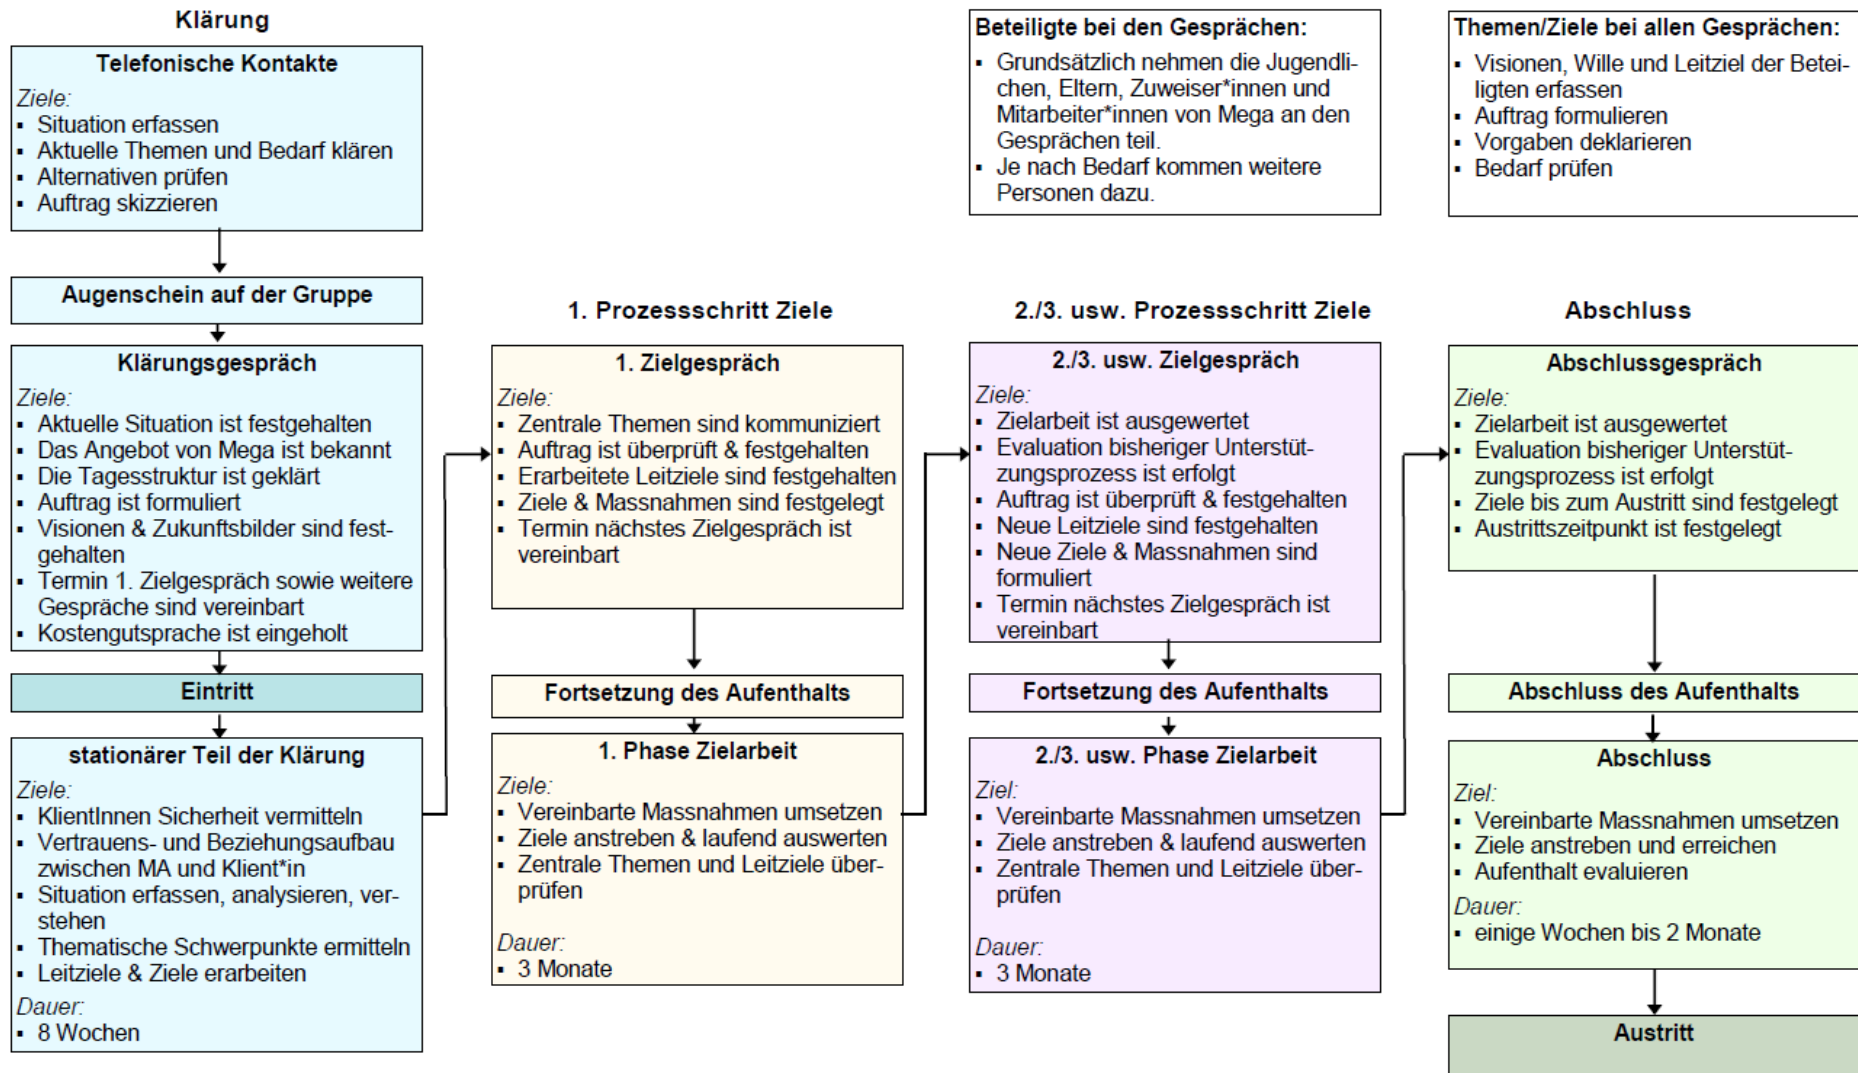 Klärung
Telefonische Kontakte
Ziele:
▪ Situation erfassen
▪ Aktuelle Themen und Bedarf klären
▪ Alternativen prüfen
▪ Auftrag skizzieren
Augenschein auf der Gruppe
Klärungsgespräch
Ziele:
▪ Aktuelle Situation ist festgehalten
▪ Das Angebot von Mega ist bekannt
▪ Die Tagesstruktur ist geklärt
▪ Auftrag ist formuliert
▪ Visionen & Zukunftsbilder sind fest-
gehalten
▪ Termin 1. Zielgespräch sowie weitere
Gespräche sind vereinbart
▪ Kostengutsprache ist eingeholt
Eintritt
stationärer Teil der Klärung
Ziele:
▪ KlientInnen Sicherheit vermitteln
▪ Vertrauens- und Beziehungsaufbau
zwischen MA und Klient*in
▪ Situation erfassen, analysieren, ver-
stehen
▪ Thematische Schwerpunkte ermitteln
▪ Leitziele & Ziele erarbeiten
Dauer:
▪ 8 Wochen
Beteiligte bei den Gesprächen:
▪ Grundsätzlich nehmen die Jugendli-
chen, Eltern, Zuweiser*innen und
Mitarbeiter*innen von Mega an den
Gesprächen teil.
▪ Je nach Bedarf kommen weitere
Personen dazu.
Themen/Ziele bei allen Gesprächen:
▪ Visionen, Wille und Leitziel der Betei-
ligten erfassen
▪ Auftrag formulieren
▪ Vorgaben deklarieren
▪ Bedarf prüfen
1. Prozessschritt Ziele
1. Zielgespräch
Ziele:
▪ Zentrale Themen sind kommuniziert
▪ Auftrag ist überprüft & festgehalten
▪ Erarbeitete Leitziele sind festgehalten
▪ Ziele & Massnahmen sind festgelegt
▪ Termin nächstes Zielgespräch ist
vereinbart
Fortsetzung des Aufenthalts
1. Phase Zielarbeit
Ziele:
▪ Vereinbarte Massnahmen umsetzen
▪ Ziele anstreben & laufend auswerten
▪ Zentrale Themen und Leitziele über-
prüfen
Dauer:
▪ 3 Monate
2./3. usw. Prozessschritt Ziele
2./3. usw. Zielgespräch
Ziele:
▪ Zielarbeit ist ausgewertet
▪ Evaluation bisheriger Unterstüt-
zungsprozess ist erfolgt
▪ Auftrag ist überprüft & festgehalten
▪ Neue Leitziele sind festgehalten
▪ Neue Ziele & Massnahmen sind
formuliert
▪ Termin nächstes Zielgespräch ist
vereinbart
Fortsetzung des Aufenthalts
2./3. usw. Phase Zielarbeit
Ziel:
▪ Vereinbarte Massnahmen umsetzen
▪ Ziele anstreben & laufend auswerten
▪ Zentrale Themen und Leitziele über-
prüfen
Dauer:
▪ 3 Monate
Abschluss
Abschlussgespräch
Ziele:
▪ Zielarbeit ist ausgewertet
▪ Evaluation bisheriger Unterstüt-
zungsprozess ist erfolgt
▪ Ziele bis zum Austritt sind festgelegt
▪ Austrittszeitpunkt ist festgelegt
Abschluss des Aufenthalts
Abschluss
Ziel:
▪ Vereinbarte Massnahmen umsetzen
▪ Ziele anstreben und erreichen
▪ Aufenthalt evaluieren
Dauer:
▪ einige Wochen bis 2 Monate
Austritt